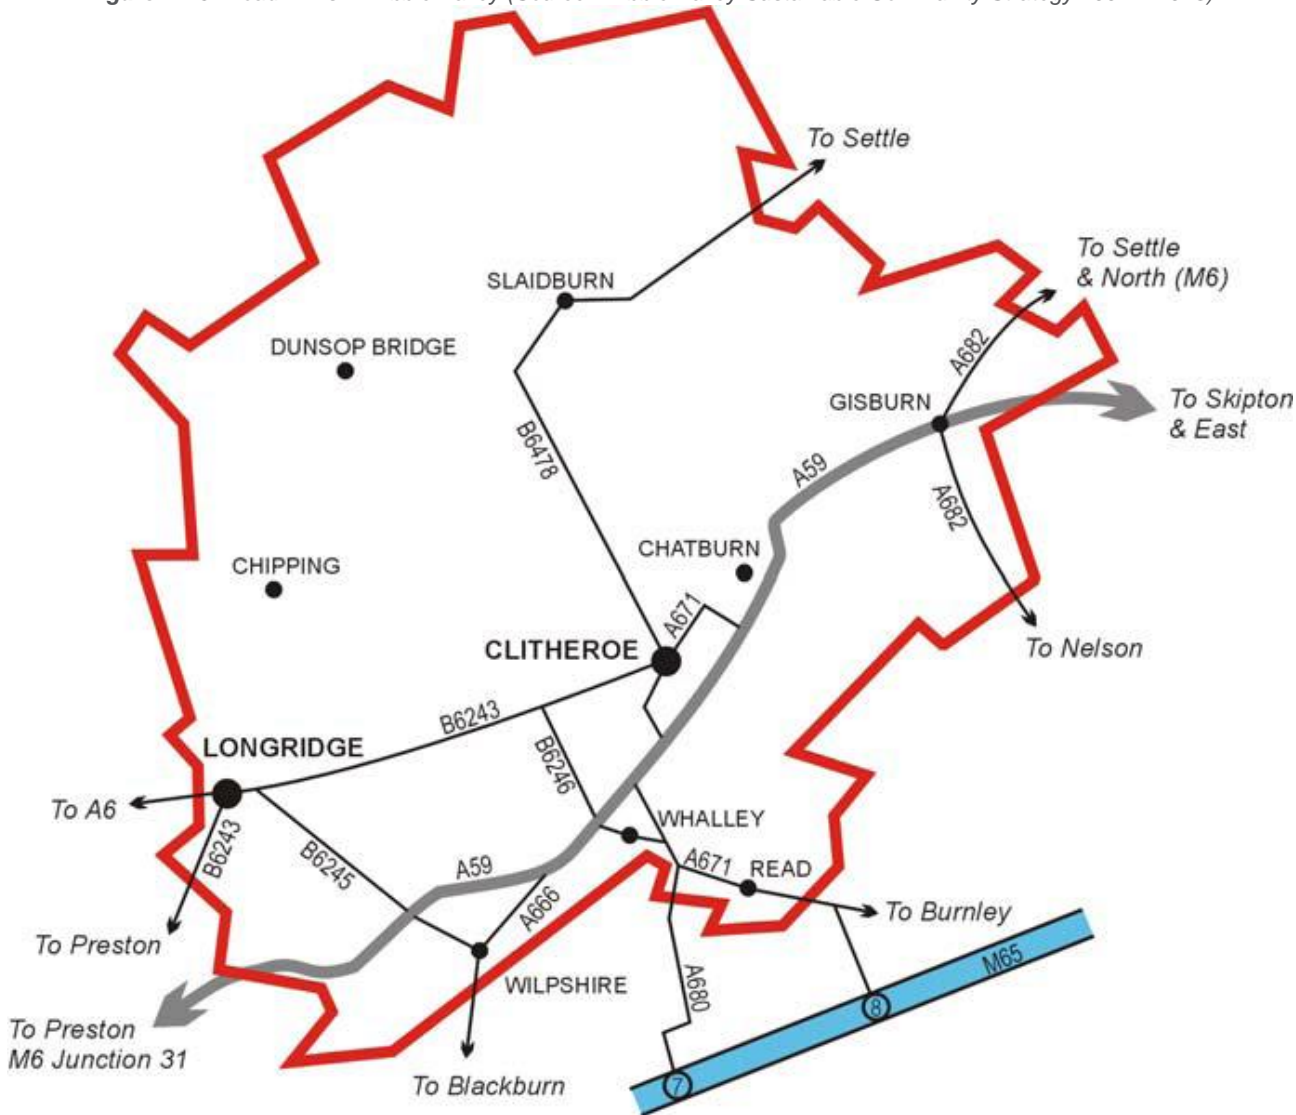 To Settle
To Settle
& North (M6)
SLAIDBURN
DUNSOP BRIDGE
A682
GISBURN
To Skipton
& East
B6478
A59
A682
CHATBURN
CHIPPING
A671
CLITHEROE
To Nelson
B6243
LONGRIDGE
B6246
To A6
WHALLEY
B6243
B6245
A59
A671
READ
A666
To Burnley
To Preston
M65
WILPSHIRE
A680
8
To Preston
M6 Junction 31
To Blackburn
7